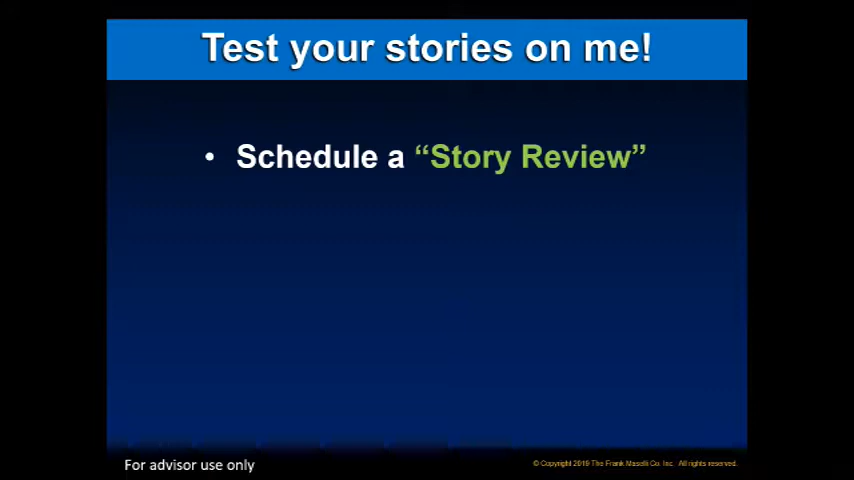 Test your stories on me!
• Schedule a “Story Review”
For advisor use only
© Copyright 2019 The Frank Maselli Co. Inc. All rights reserved.